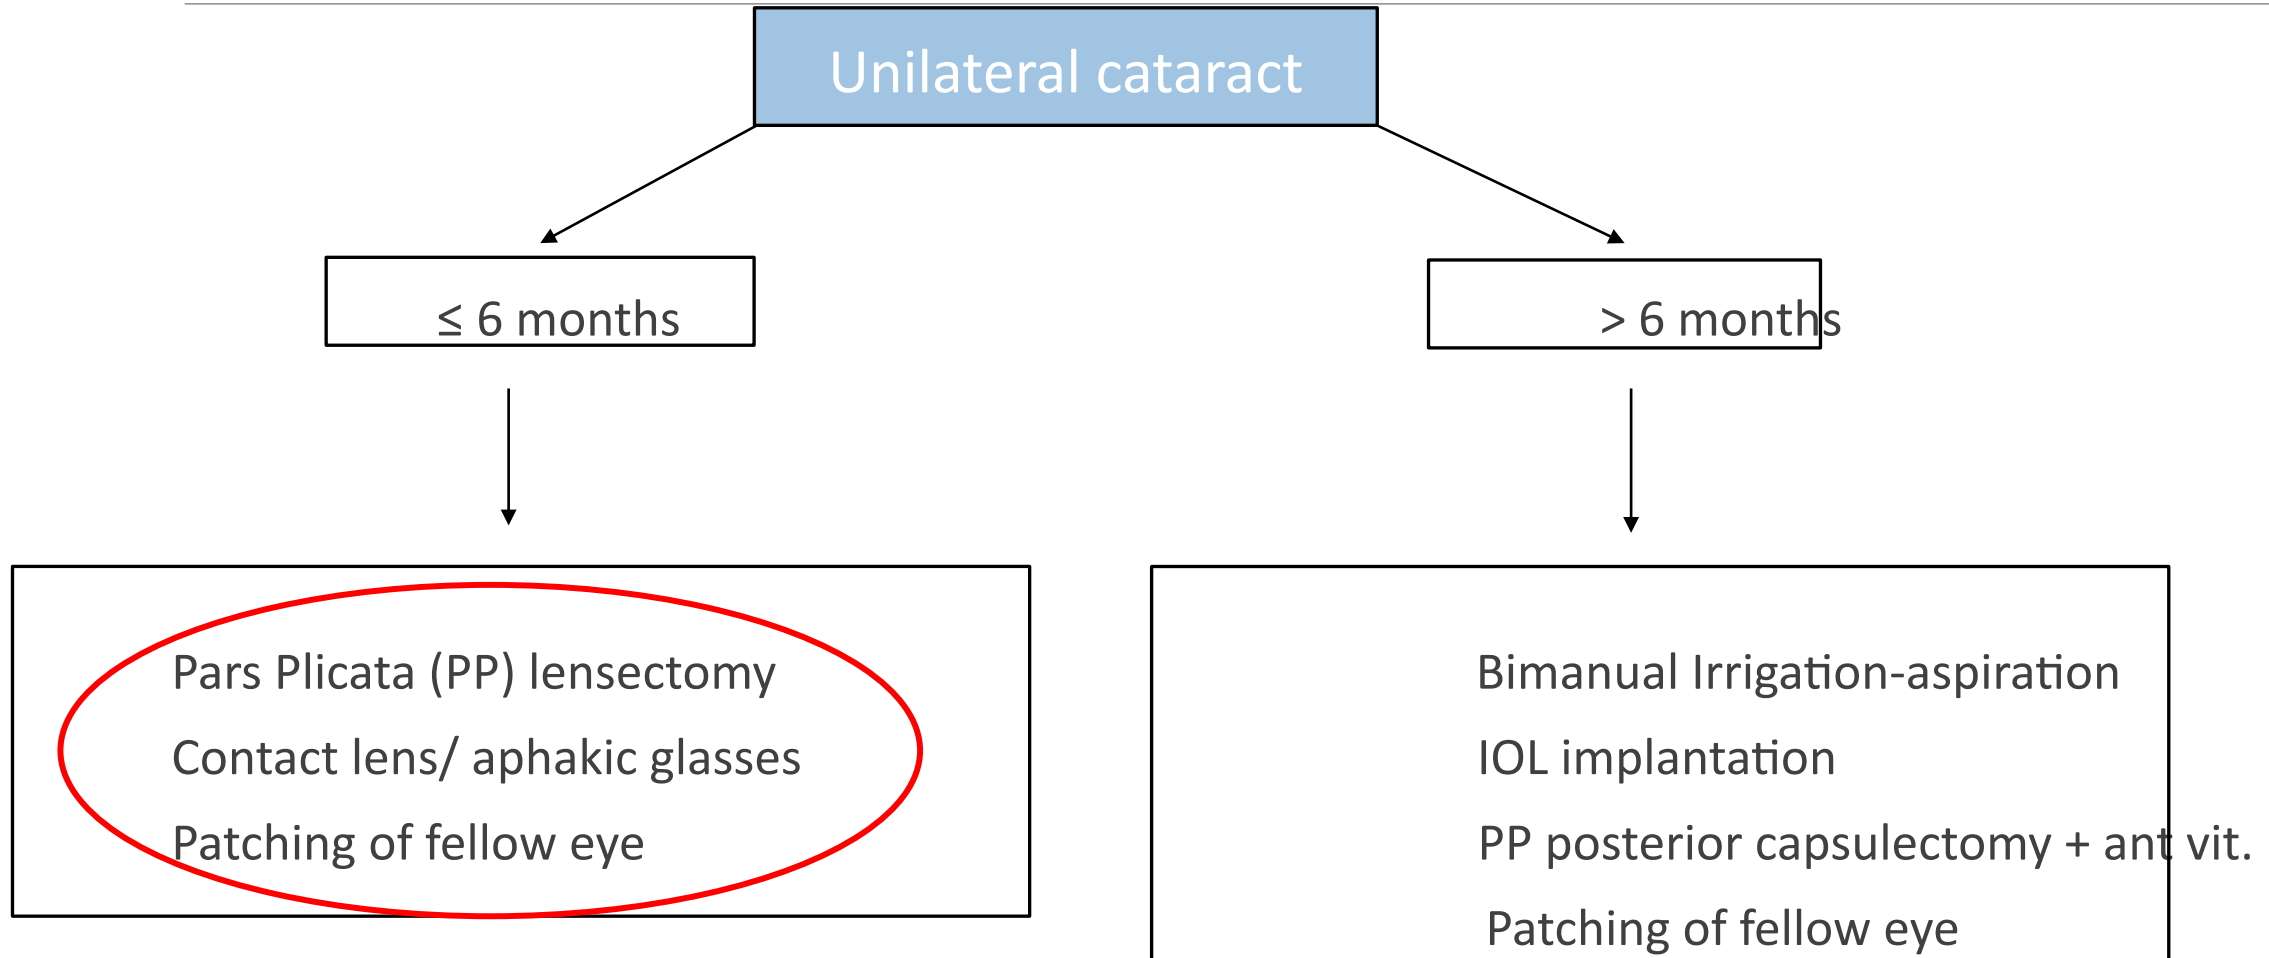 Unilateral cataract
≤ 6 months
> 6 months
Pars Plicata (PP) lensectomy
Contact lens/ aphakic glasses
Patching of fellow eye
Bimanual Irrigation-aspiration
IOL implantation
PP posterior capsulectomy + ant vit.
Patching of fellow eye